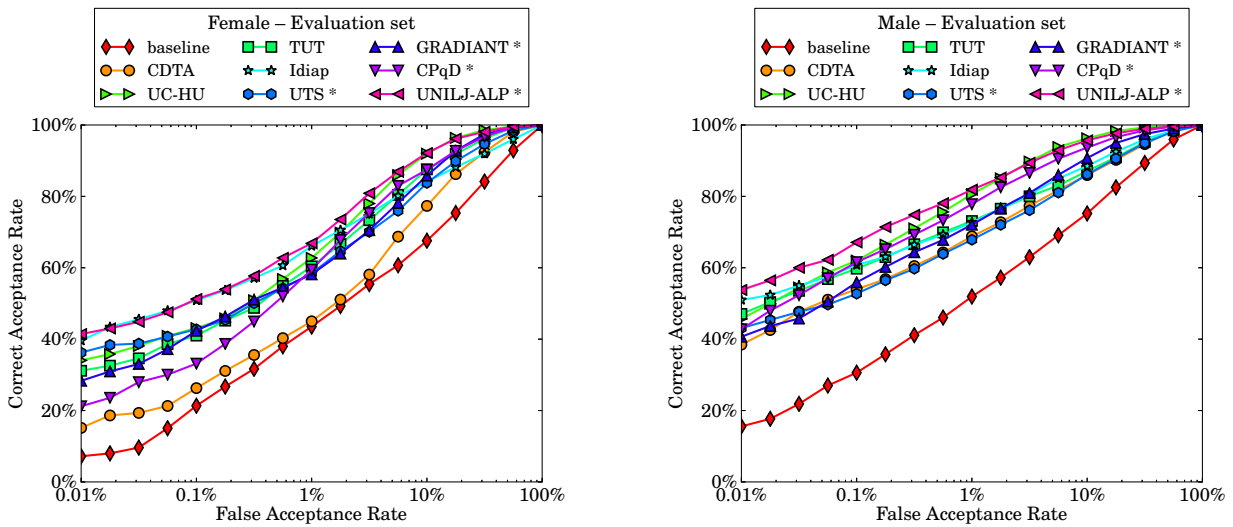 Female – Evaluation set
baseline TUT GRADIANT *
CDTA Idiap CPqD *
UC-HU UTS * UNILJ-ALP *
100%
80%
60%
40%
20%
0%
Correct Acceptance Rate
0.01% 0.1% 1% 10% 100%
False Acceptance Rate
Male – Evaluation set
baseline TUT GRADIANT *
CDTA Idiap CPqD *
UC-HU UTS * UNILJ-ALP *
100%
80%
60%
40%
20%
0%
Correct Acceptance Rate
0.01% 0.1% 1% 10% 100%
False Acceptance Rate